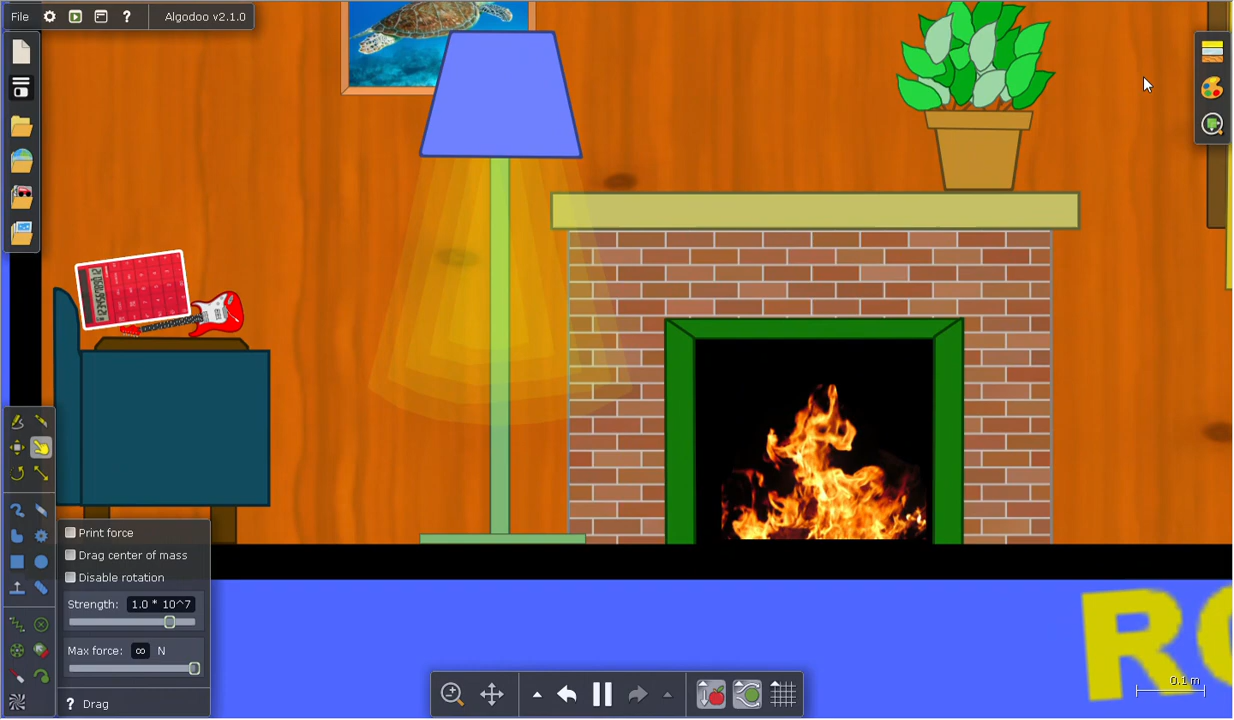 File ? Algodoo v2.1.0
Print force
Drag center of mass
Disable rotation
Strength: 1.0 * 10^7
Max force: ∞ N
? Drag
RO
0.1 m